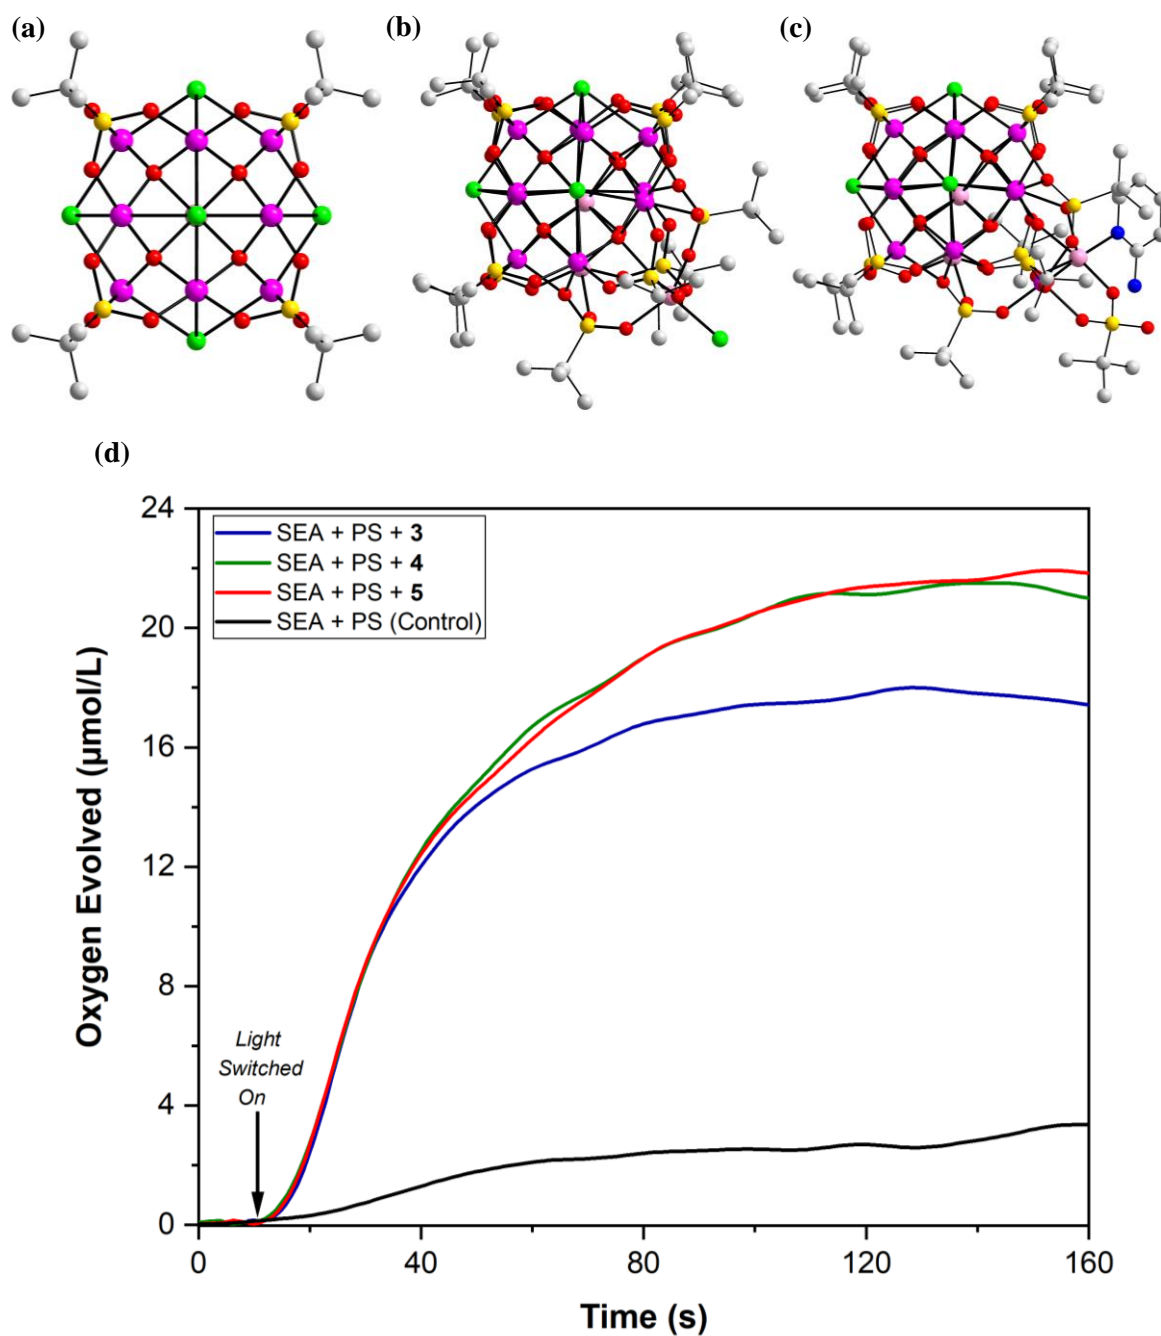 (a)
(b)
(c)
(d)
24
20
16
12
8
4
0
Oxygen Evolved (µmol/L)
SEA + PS + 3
SEA + PS + 4
SEA + PS + 5
SEA + PS (Control)
Light
Switched
On
0
40
80
120
160
Time (s)